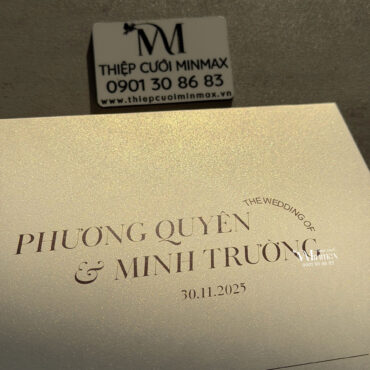 VM
THIỆP CƯỚI MINMAX
0901 30 86 83
www.thiepcuoiminmax.vn
THE WEDDING OF
PHƯƠNG QUYÊN
& MINH TRƯỜNG
30.11.2025